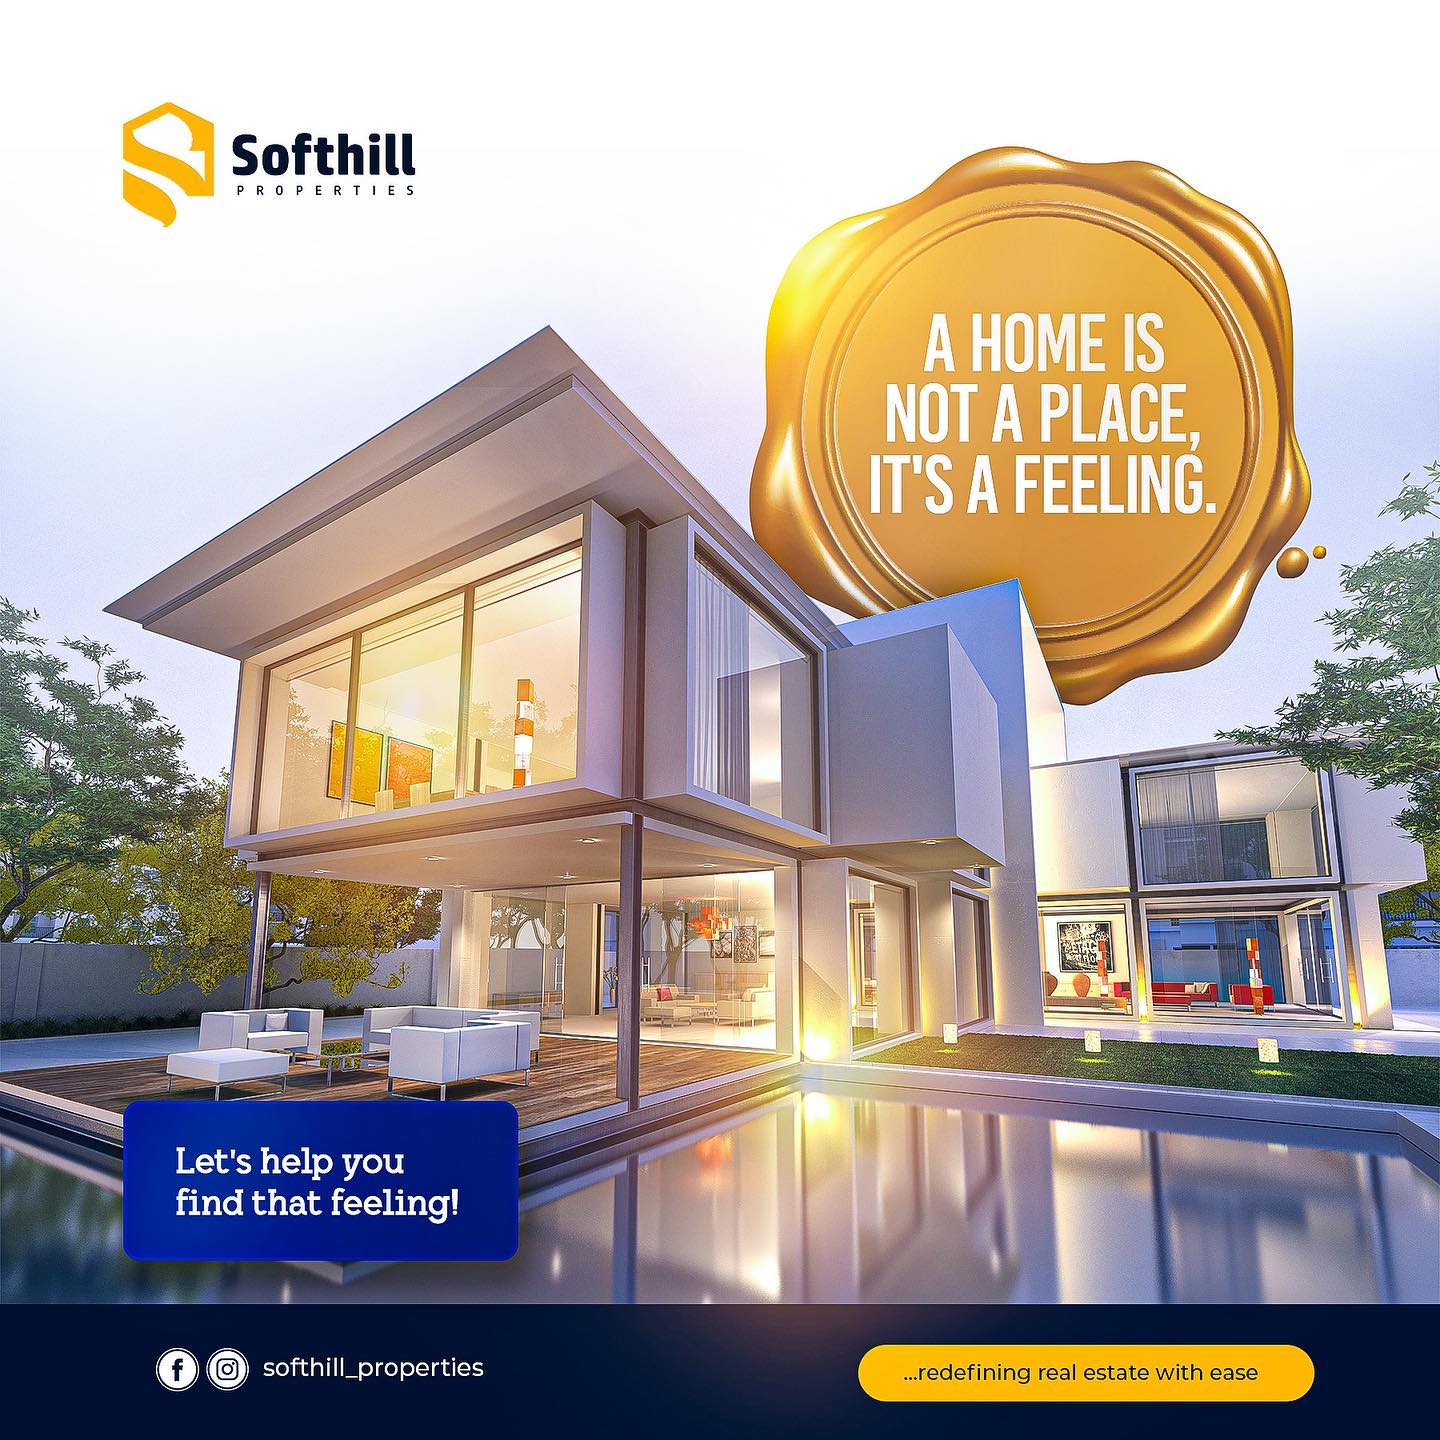 Softhill
PROPERTIES
A HOME IS
NOT A PLACE,
IT'S A FEELING.
Let's help you
find that feeling!
softhill_properties
...redefining real estate with ease